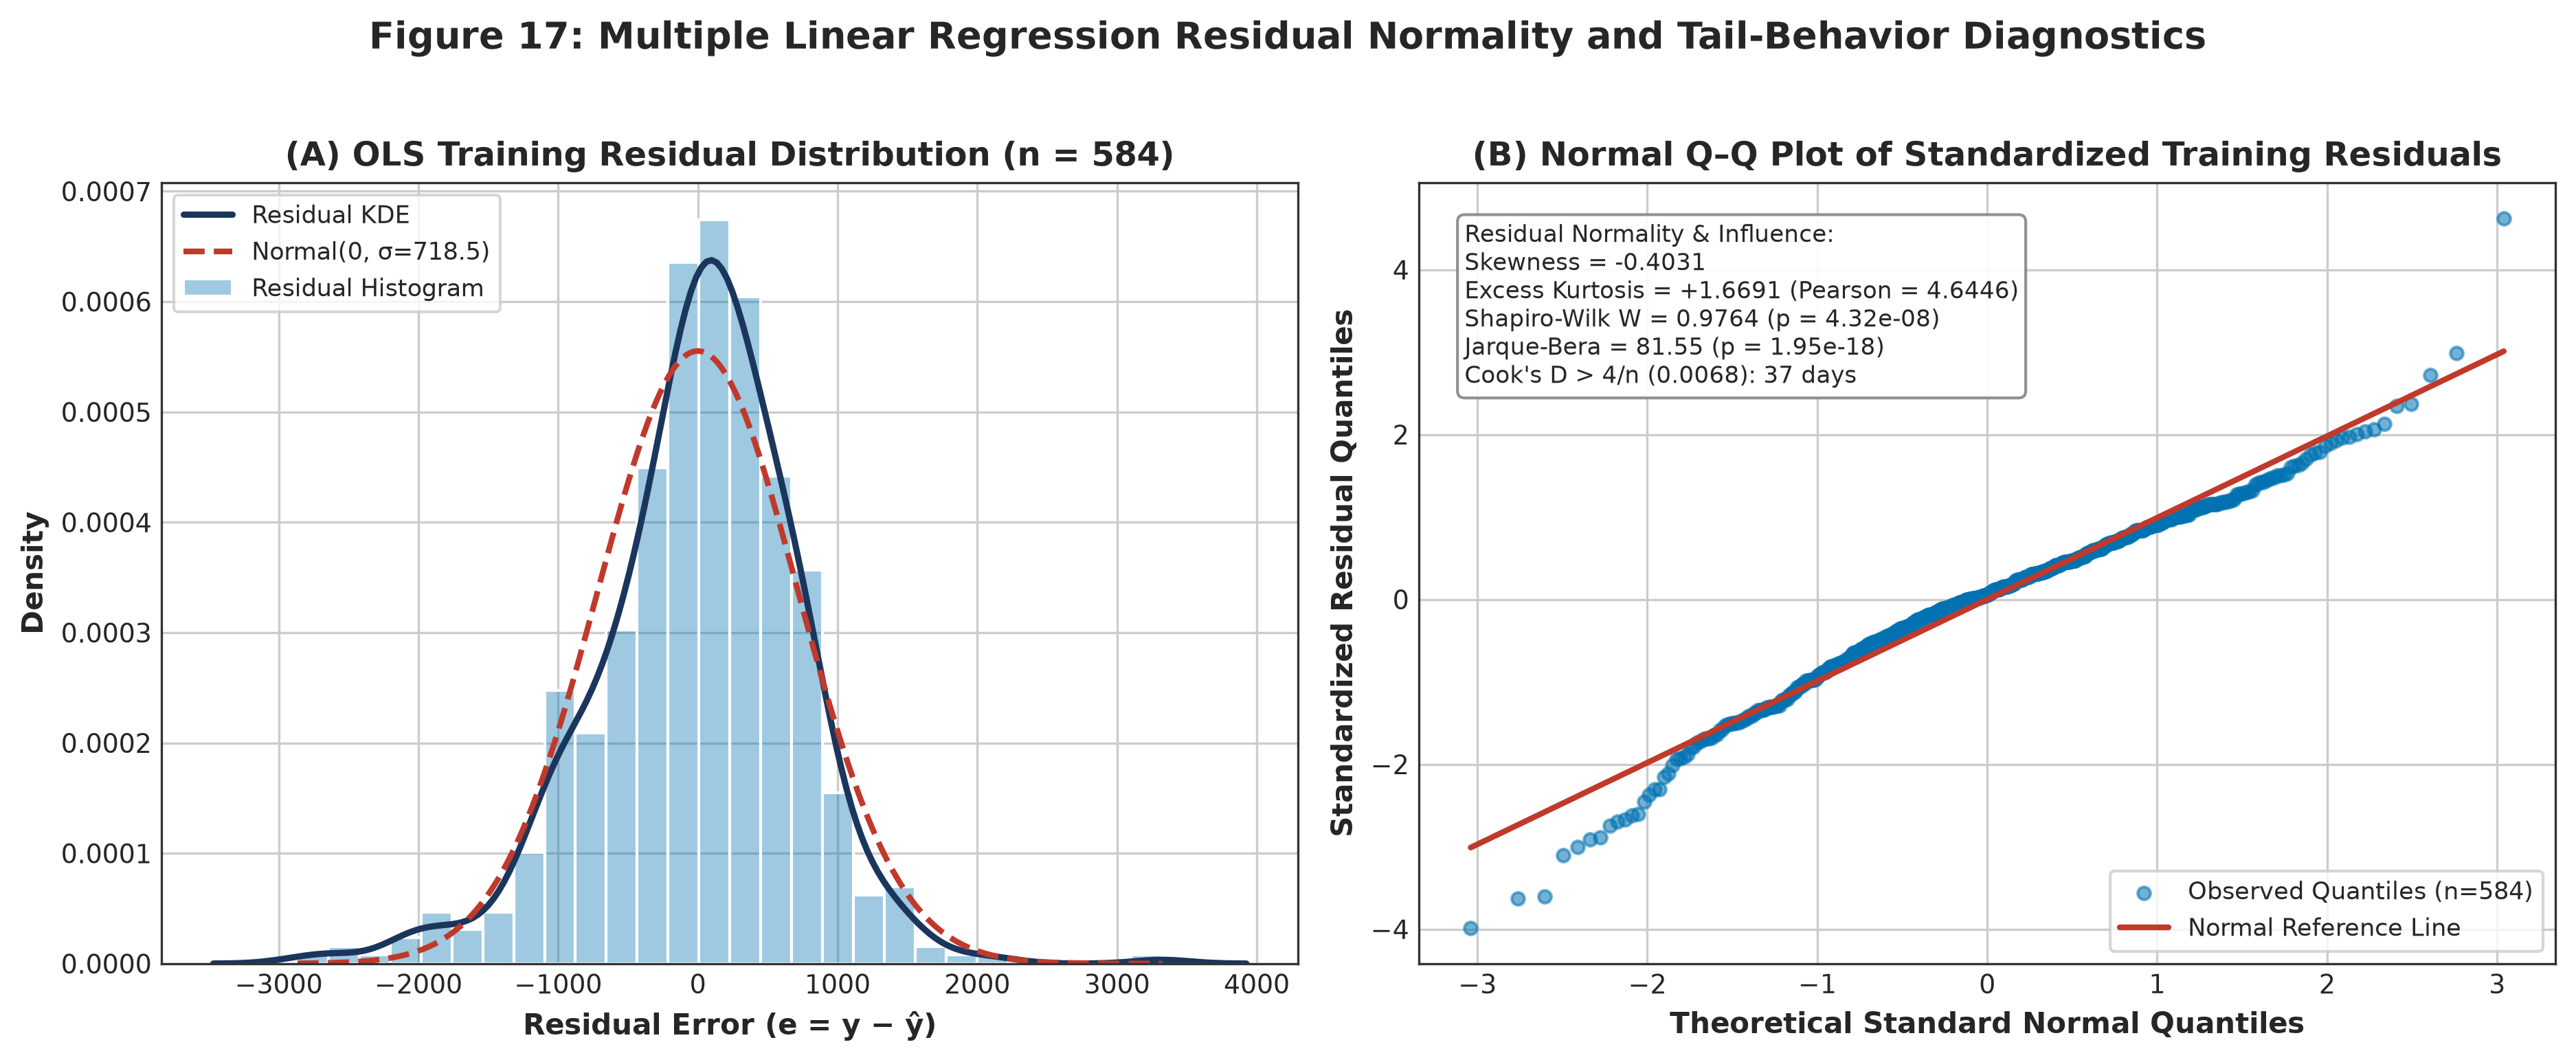 Figure 17: Multiple Linear Regression Residual Normality and Tail-Behavior Diagnostics
(A) OLS Training Residual Distribution (n = 584)
0.0007
0.0006
0.0005
0.0004
0.0003
0.0002
0.0001
0.0000
Density
Residual KDE
Normal(0, σ=718.5)
Residual Histogram
−3000
−2000
−1000
0
1000
2000
3000
4000
Residual Error (e = y − ŷ)
(B) Normal Q–Q Plot of Standardized Training Residuals
4
2
0
−2
−4
Standardized Residual Quantiles
Residual Normality & Influence:
Skewness = -0.4031
Excess Kurtosis = +1.6691 (Pearson = 4.6446)
Shapiro-Wilk W = 0.9764 (p = 4.32e-08)
Jarque-Bera = 81.55 (p = 1.95e-18)
Cook's D > 4/n (0.0068): 37 days
Observed Quantiles (n=584)
Normal Reference Line
−3
−2
−1
0
1
2
3
Theoretical Standard Normal Quantiles